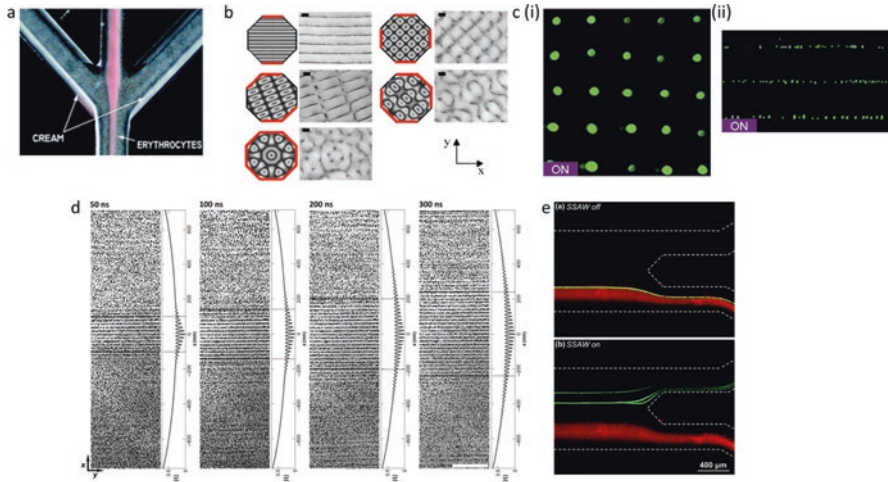 a
CREAM
ERYTHROCYTES
b
y
x
c (i)
ON
(ii)
ON
d
50 ns
100 ns
200 ns
300 ns
x
y
e
(a) SSAW off
(b) SSAW on
400 μm